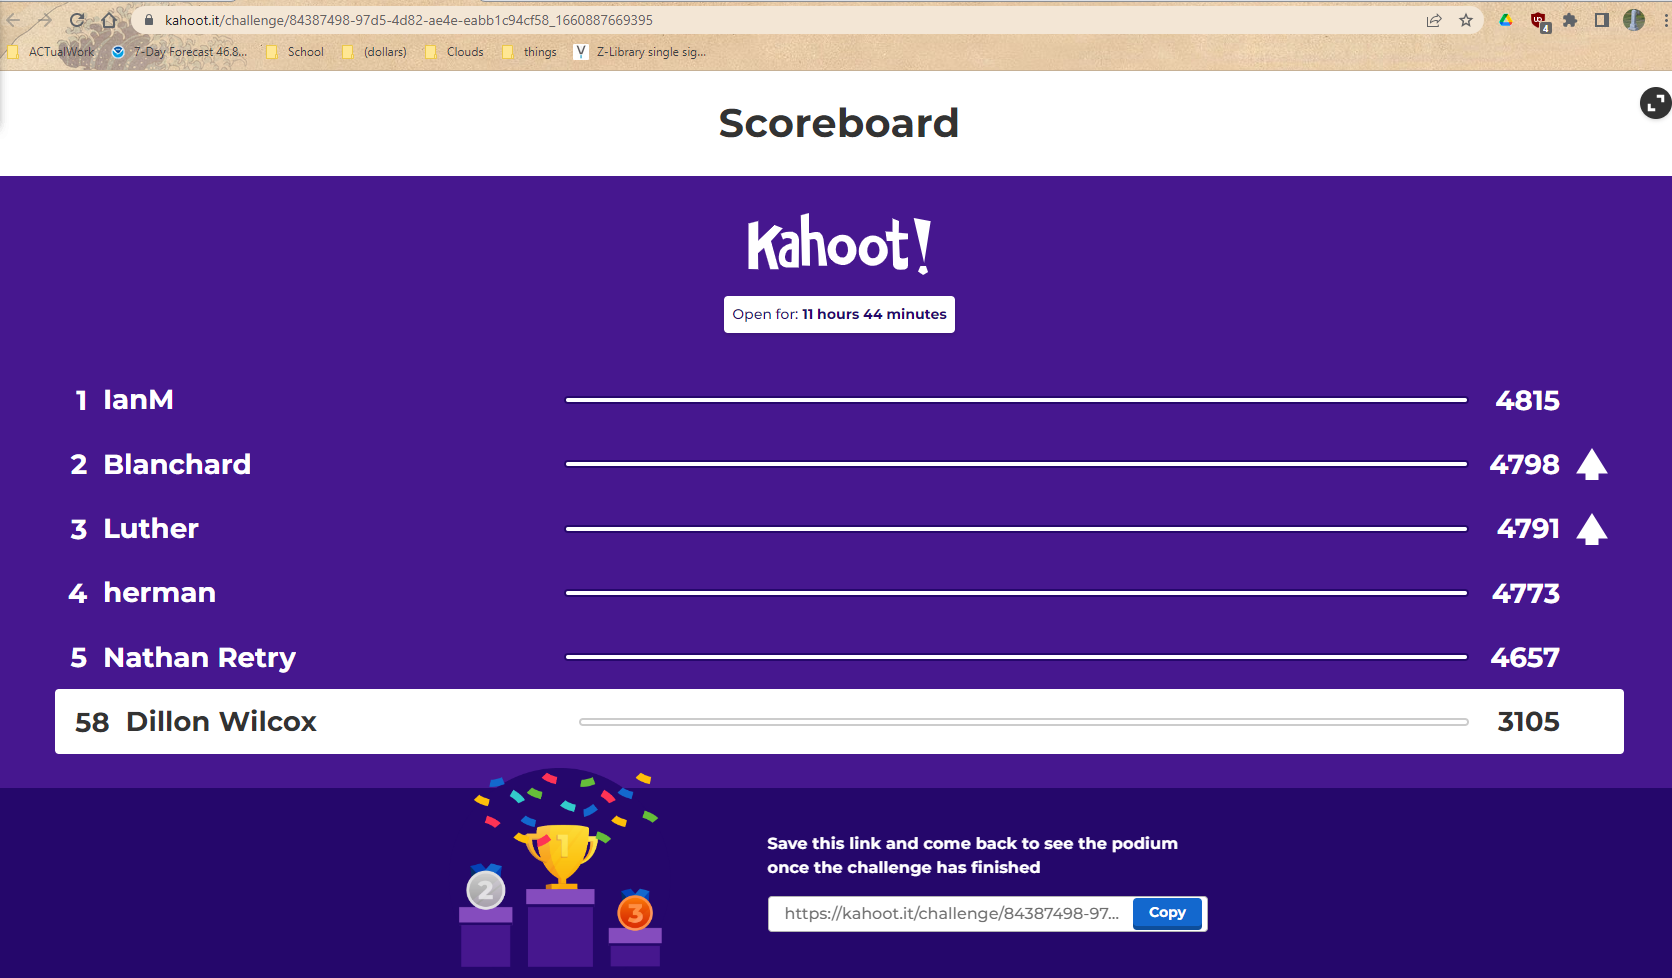 kahoot.it/challenge/84387498-97d5-4d82-ae4e-eabb1c94cf58_1660887669395
4
ACTualWork 7-Day Forecast 46.8... School (dollars) Clouds things Z-Library single sig...
Scoreboard
Kahoot!
Open for: 11 hours 44 minutes
1 IanM 4815
2 Blanchard 4798
3 Luther 4791
4 herman 4773
5 Nathan Retry 4657
58 Dillon Wilcox 3105
1
2
3
Save this link and come back to see the podium
once the challenge has finished
https://kahoot.it/challenge/84387498-97... Copy